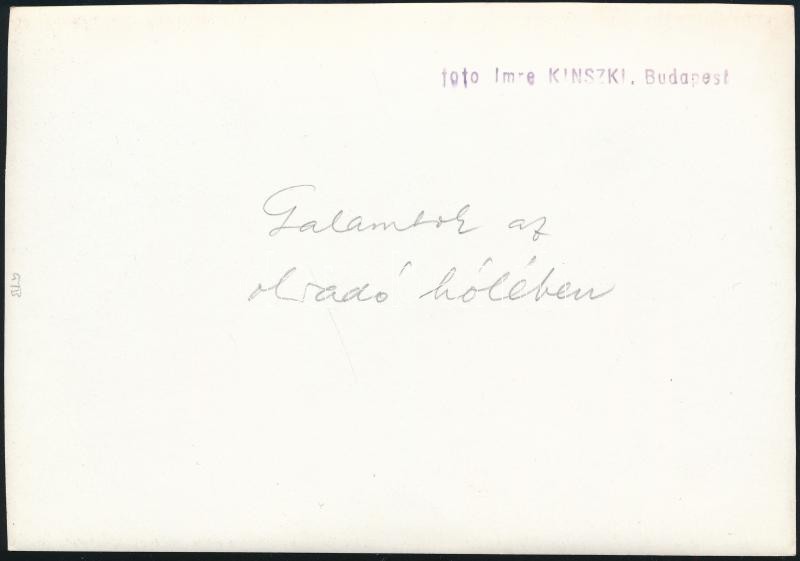 foto Imre KINSZKI, Budapest
Galambok az
olvadó hólében